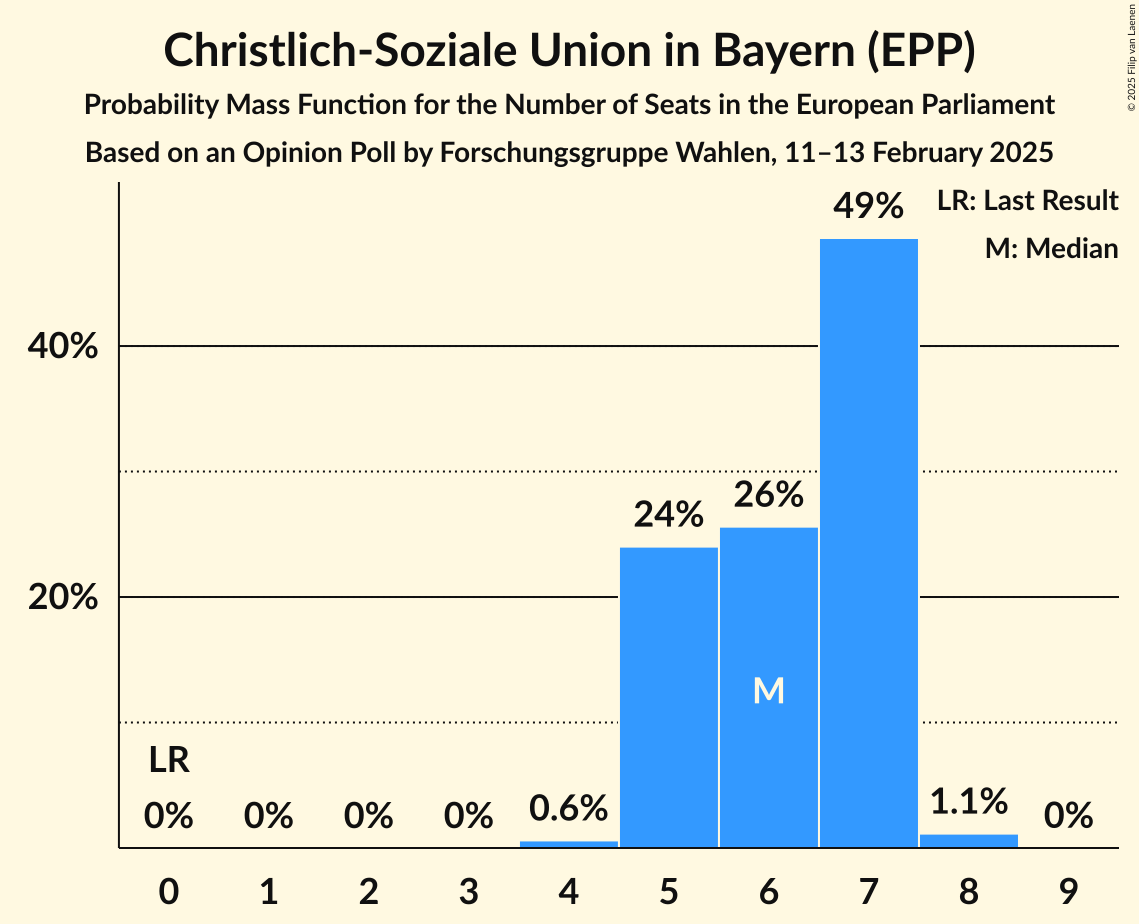 Christlich-Soziale Union in Bayern (EPP)
Probability Mass Function for the Number of Seats in the European Parliament
Based on an Opinion Poll by Forschungsgruppe Wahlen, 11–13 February 2025
© 2025 Filip van Laenen
LR: Last Result
M: Median
49%
40%
26%
24%
20%
M
LR
0% 0% 0% 0% 0.6% 1.1% 0%
0 1 2 3 4 5 6 7 8 9